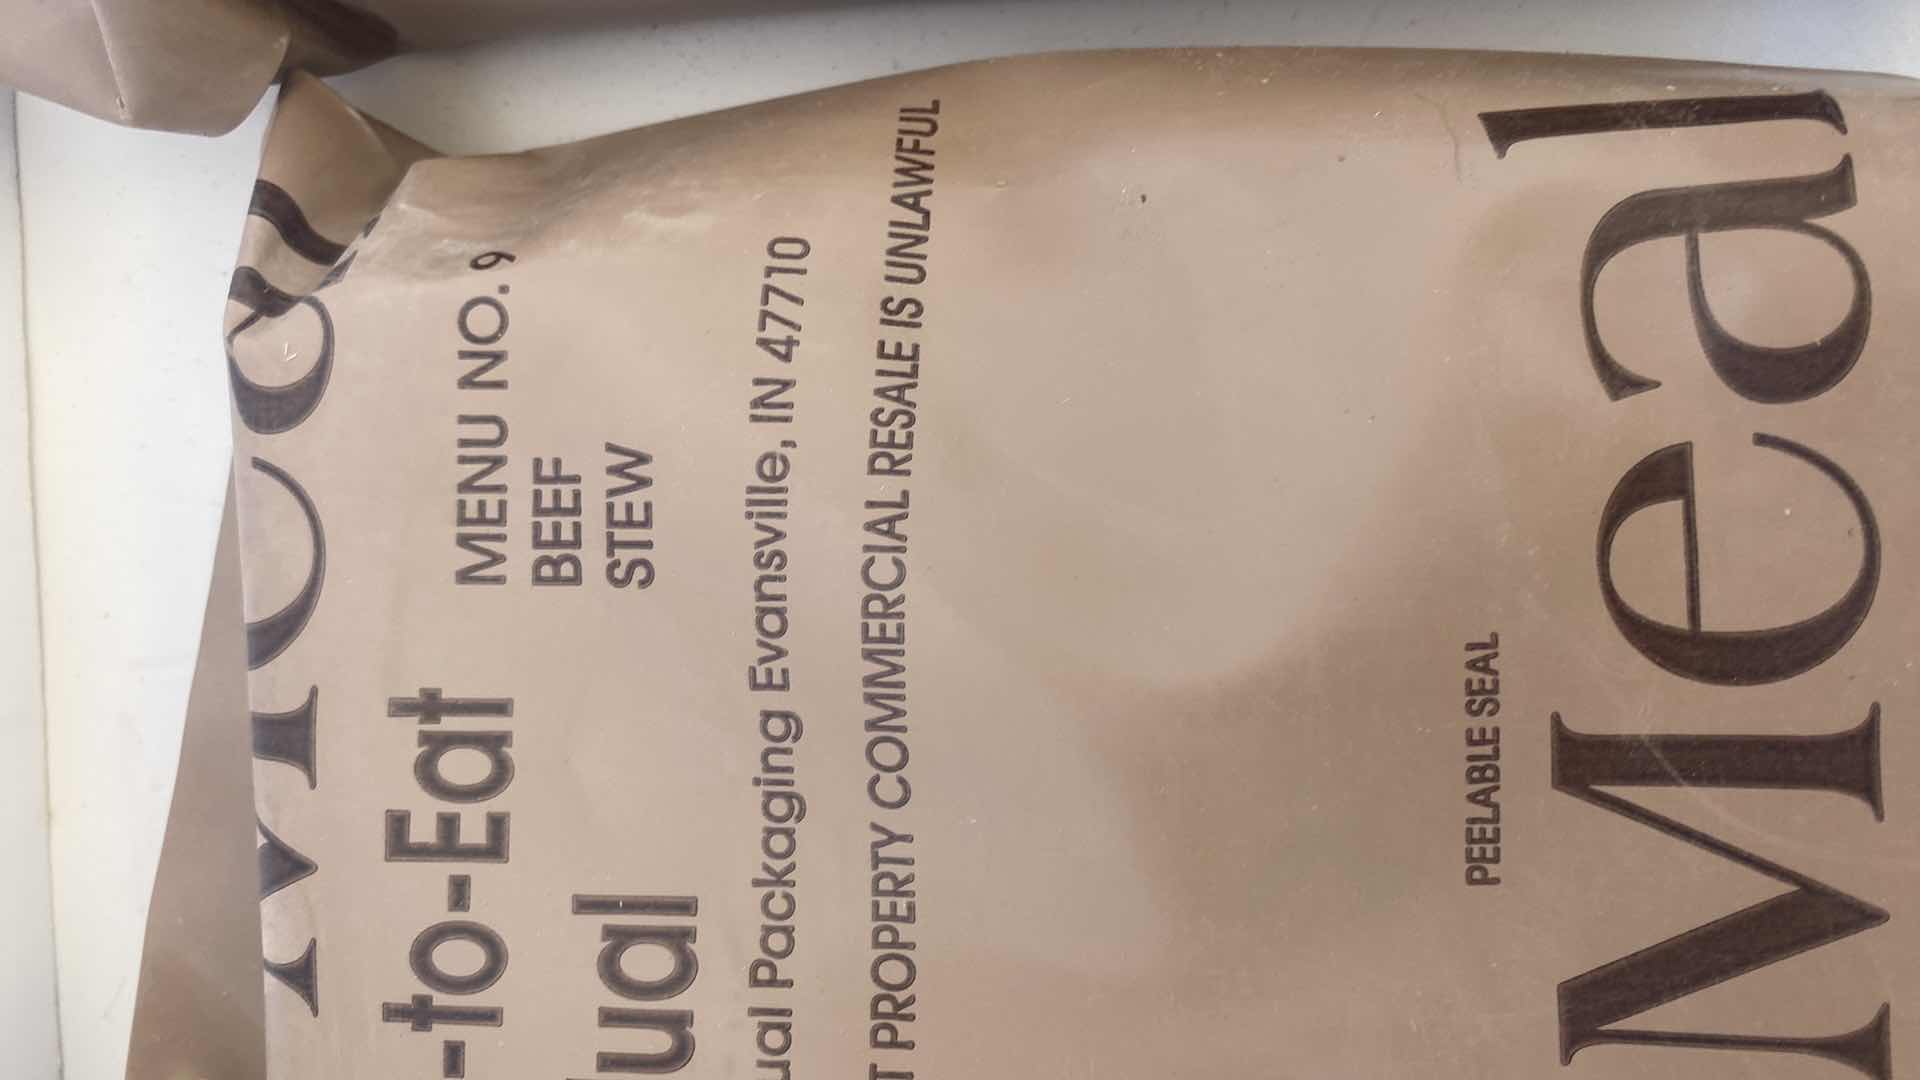 Meal
-to-Eat
MENU NO. 9
BEEF
STEW
ual
ual Packaging Evansville, IN 47710
T PROPERTY COMMERCIAL RESALE IS UNLAWFUL
PEELABLE SEAL
Meal